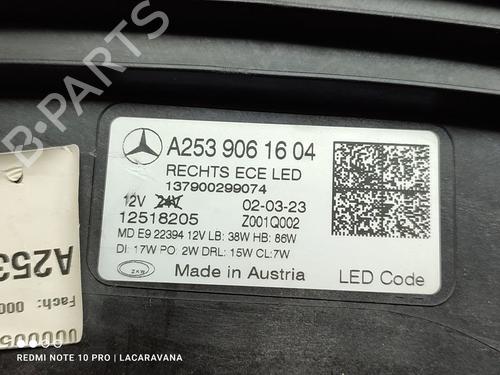 B-PARTS
A253 906 16 04
RECHTS ECE LED
137900299074
12V 02-03-23
12518205 Z001Q002
MD E9 22394 12V LB: 38W HB: 86W
DI: 17W PO: 2W DRL: 15W CL:7W
ZKW Made in Austria LED Code
A253
Fach: 000
REDMI NOTE 10 PRO | LACARAVANA